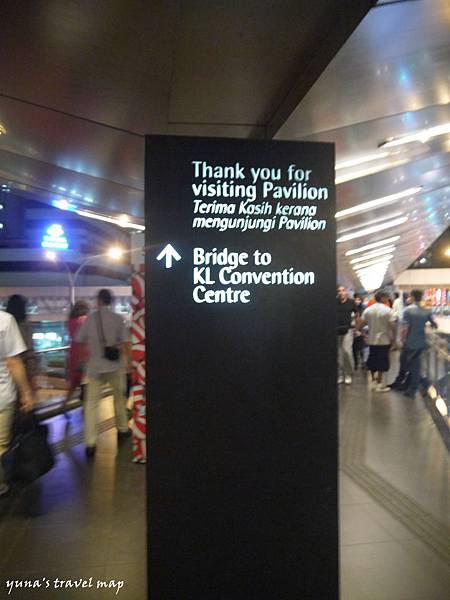 Thank you for
visiting Pavilion
Terima Kasih kerana
mengunjungi Pavilion
Bridge to
KL Convention
Centre
yuna's travel map